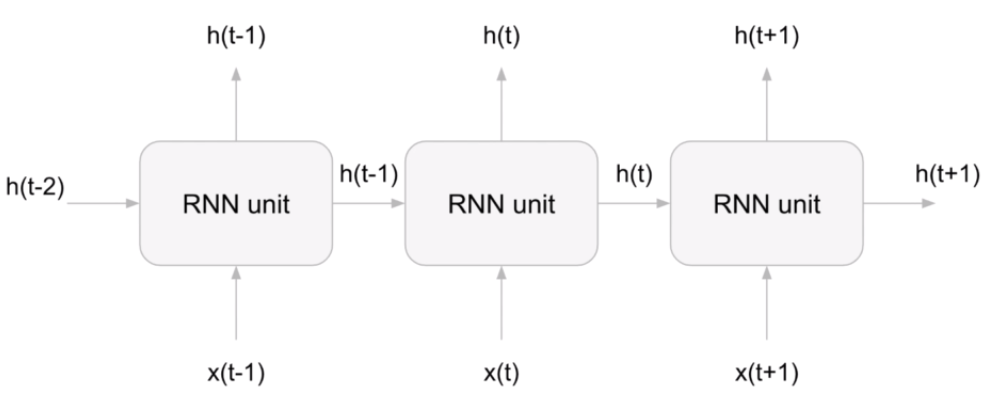 h(t-1) h(t) h(t+1)
h(t-2) h(t-1) h(t) h(t+1)
RNN unit RNN unit RNN unit
x(t-1) x(t) x(t+1)